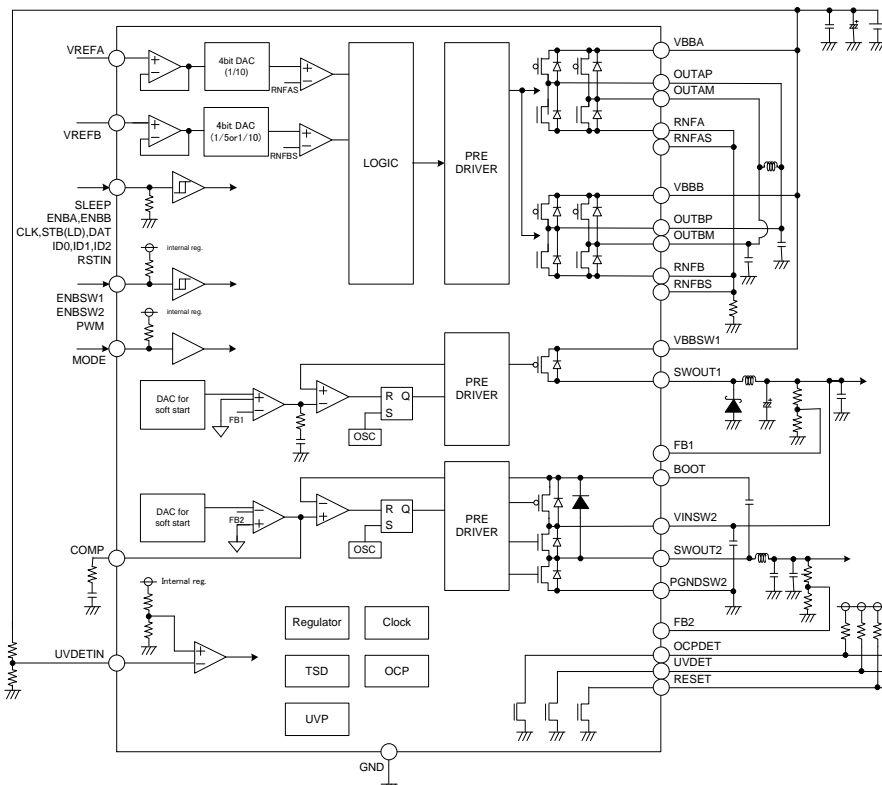 VREFA
4bit DAC
(1/10)
RNFAS
VREFB
4bit DAC
(1/5or1/10)
RNFBS
LOGIC
PRE
DRIVER
SLEEP
ENBA,ENBB
CLK,STB(LD),DAT
ID0,ID1,ID2
RSTIN
internal reg.
ENBSW1
ENBSW2
PWM
internal reg.
MODE
DAC for
soft start
FB1
R Q
S
OSC
PRE
DRIVER
DAC for
soft start
FB2
R Q
S
OSC
PRE
DRIVER
COMP
Internal reg.
UVDETIN
Regulator
Clock
TSD
OCP
UVP
GND
VBBA
OUTAP
OUTAM
RNFA
RNFAS
VBBB
OUTBP
OUTBM
RNFB
RNFBS
VBBSW1
SWOUT1
FB1
BOOT
VINSW2
SWOUT2
PGNDSW2
FB2
OCPDET
UVDET
RESET